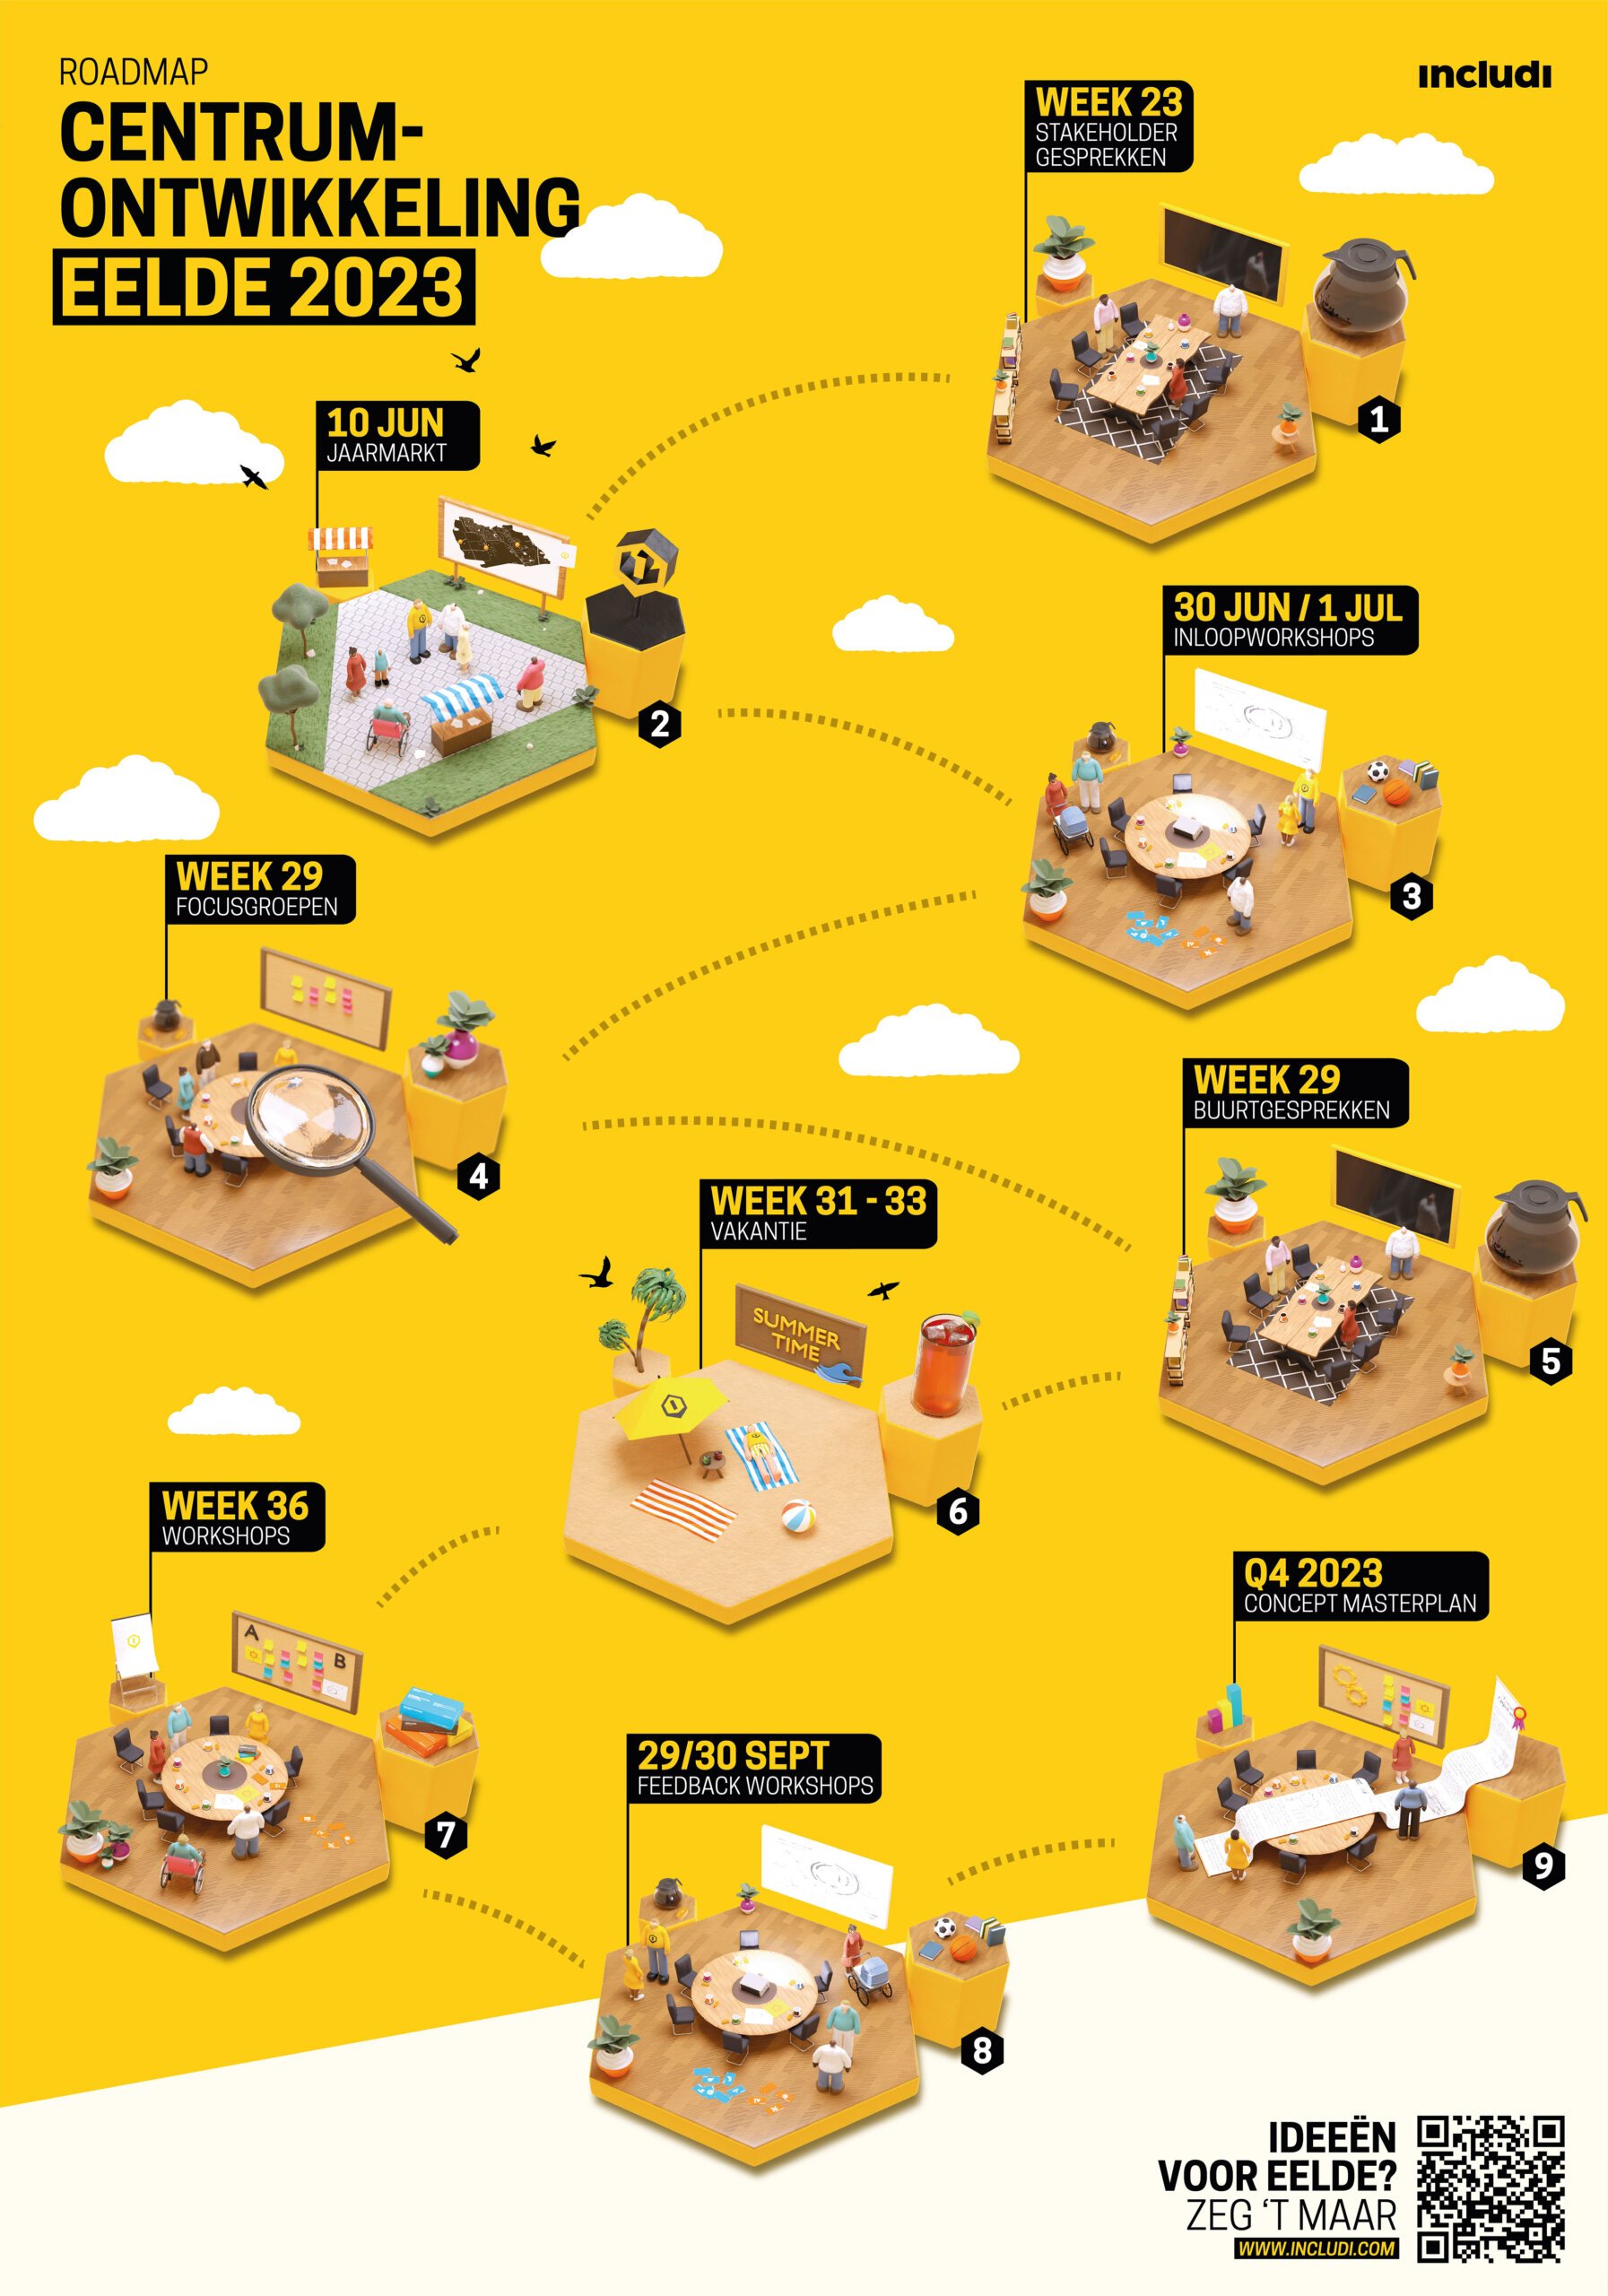 ROADMAP
CENTRUM-
ONTWIKKELING
EELDE 2023
includi
WEEK 23
STAKEHOLDER
GESPREKKEN
1
10 JUN
JAARMARKT
2
30 JUN / 1 JUL
INLOOPWORKSHOPS
3
WEEK 29
FOCUSGROEPEN
4
WEEK 29
BUURTGESPREKKEN
5
WEEK 31 - 33
VAKANTIE
SUMMER
TIME
6
WEEK 36
WORKSHOPS
A
B
7
29/30 SEPT
FEEDBACK WORKSHOPS
8
Q4 2023
CONCEPT MASTERPLAN
9
IDEEËN
VOOR EELDE?
ZEG ‘T MAAR
WWW.INCLUDI.COM